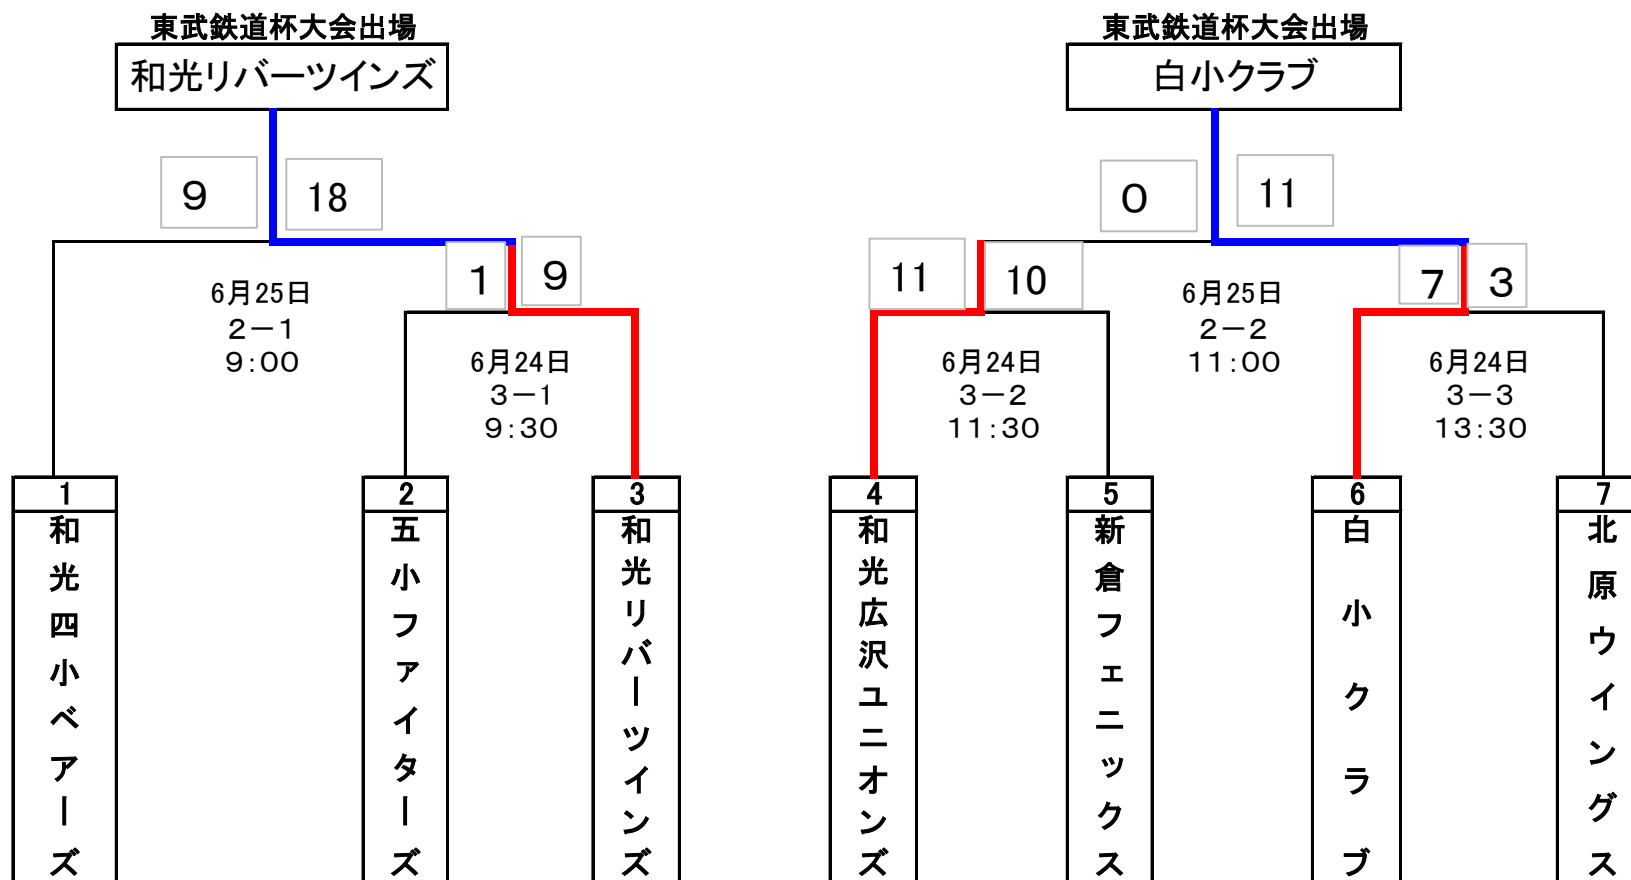 東武鉄道杯大会出場
和光リバーツインズ
9
18
1
9
6月25日
2－1
9:00
6月24日
3－1
9:30
東武鉄道杯大会出場
白小クラブ
0
11
11
10
7
3
6月25日
2－2
11:00
6月24日
3－2
11:30
6月24日
3－3
13:30
1
和光四小ベアーズ
2
五小ファイターズ
3
和光リバーツインズ
4
和光広沢ユニオンズ
5
新倉フェニックス
6
白小クラブ
7
北原ウイングス